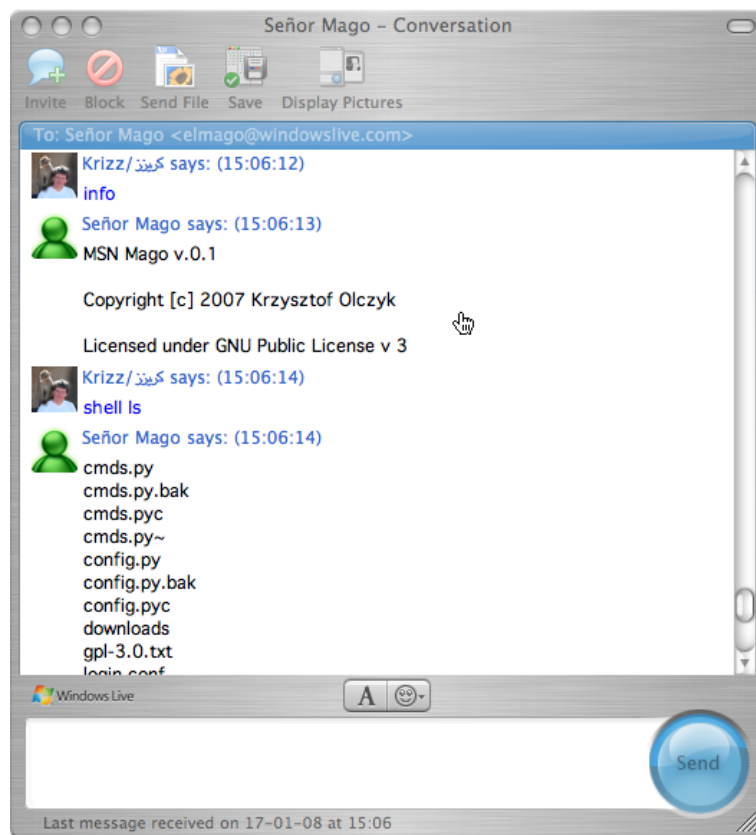 Señor Mago – Conversation
Invite Block Send File Save Display Pictures
To: Señor Mago <elmago@windowslive.com>
Krizz/كريزز says: (15:06:12)
info
Señor Mago says: (15:06:13)
MSN Mago v.0.1
Copyright [c] 2007 Krzysztof Olczyk
Licensed under GNU Public License v 3
Krizz/كريزز says: (15:06:14)
shell ls
Señor Mago says: (15:06:14)
cmds.py
cmds.py.bak
cmds.pyc
cmds.py~
config.py
config.py.bak
config.pyc
downloads
gpl-3.0.txt
login.conf
Windows Live
A
Send
Last message received on 17-01-08 at 15:06